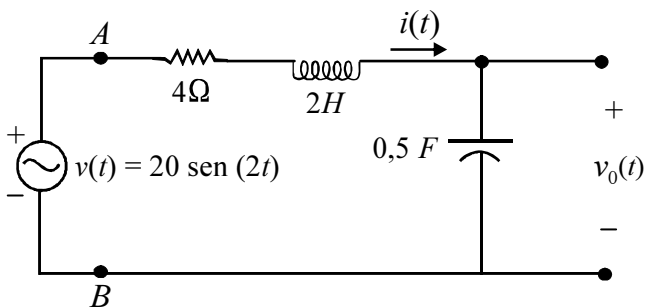 A
i(t)
4Ω
2H
+
+
v(t) = 20 sen (2t)
0,5 F
v₀(t)
−
−
B